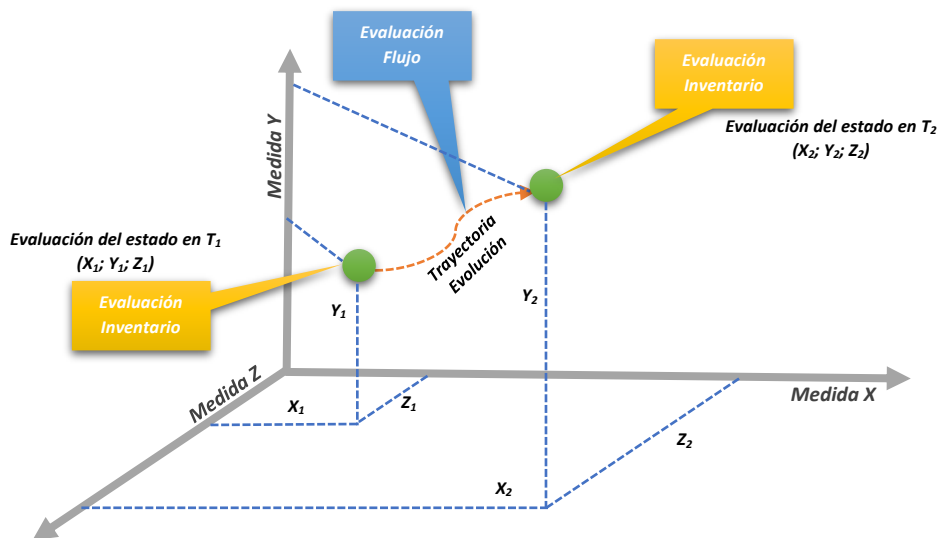 Evaluación
Flujo
Evaluación
Inventario
Evaluación del estado en T₂
(X₂; Y₂; Z₂)
Medida Y
Evaluación del estado en T₁
(X₁; Y₁; Z₁)
Evaluación
Inventario
Trayectoria
Evolución
Y₁
Y₂
Medida Z
Medida X
X₁
Z₁
Z₂
X₂